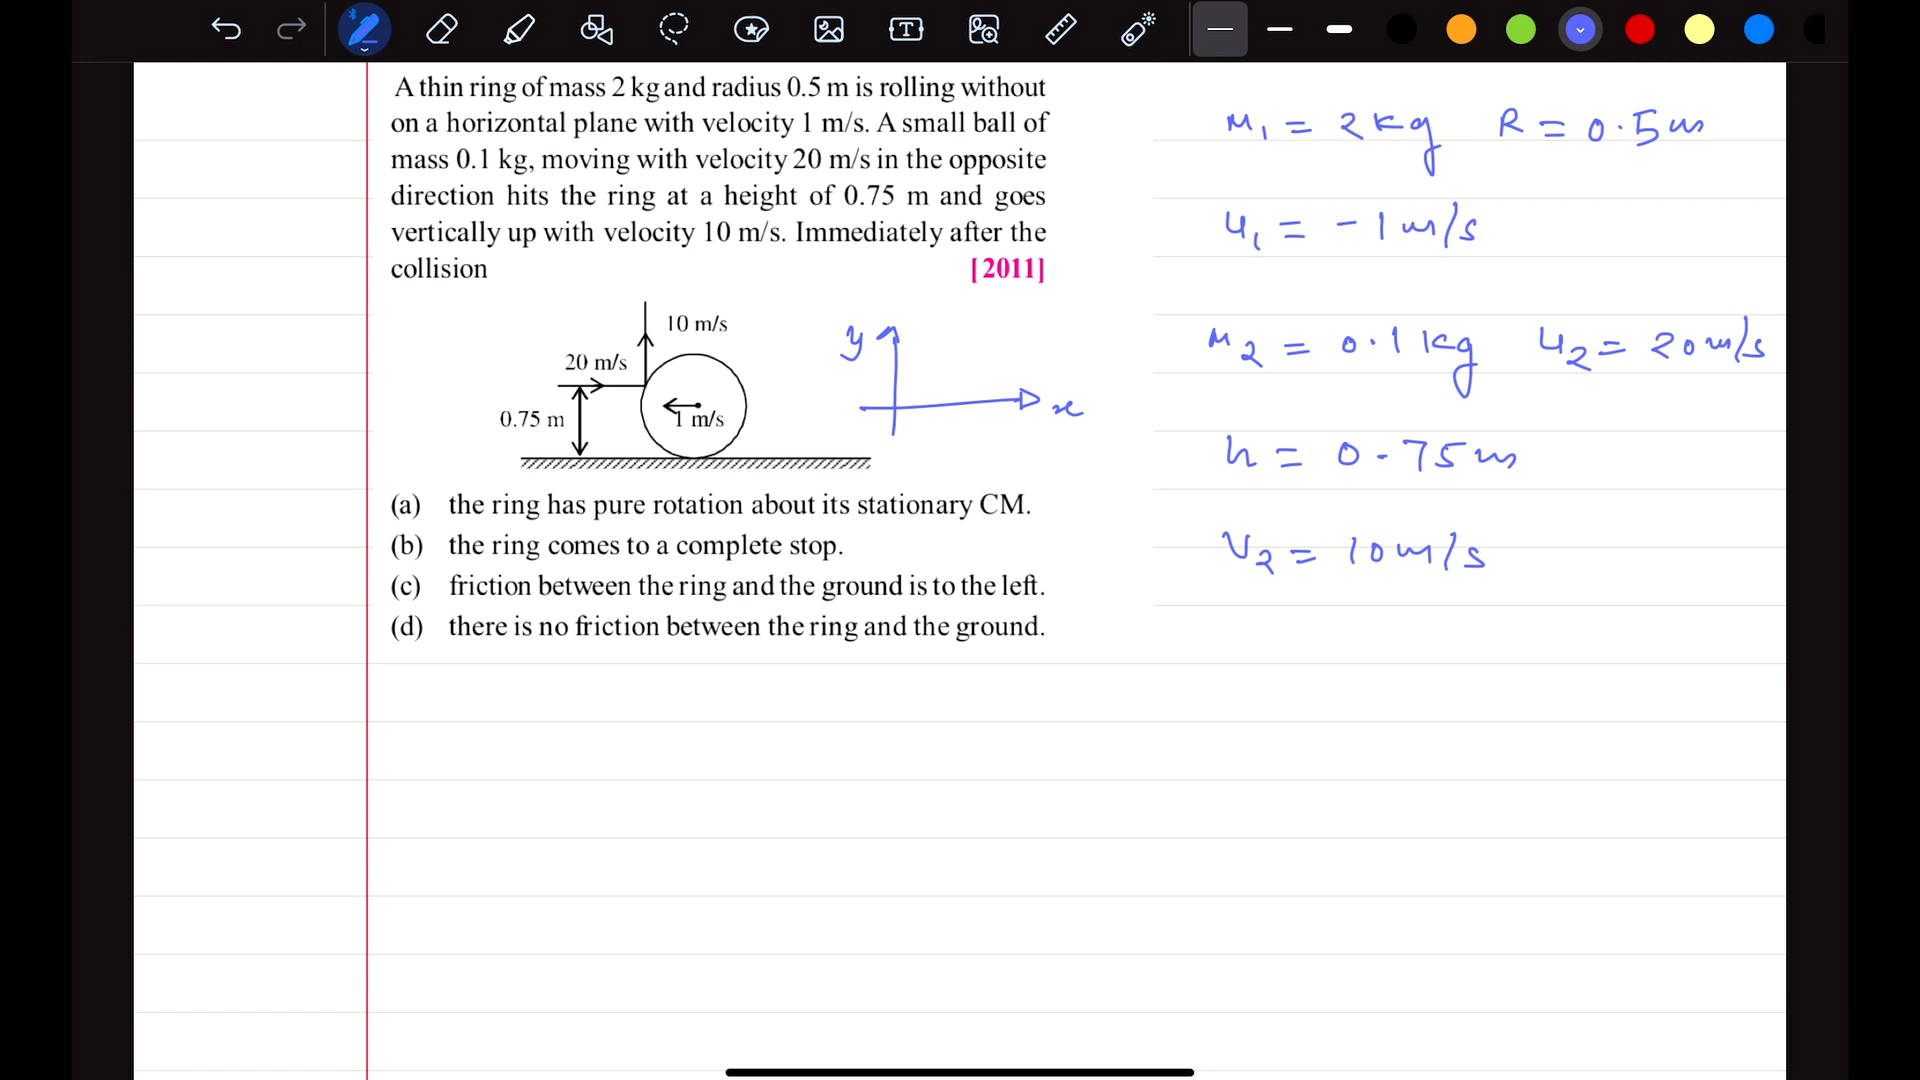 A thin ring of mass 2 kg and radius 0.5 m is rolling without
on a horizontal plane with velocity 1 m/s. A small ball of
mass 0.1 kg, moving with velocity 20 m/s in the opposite
direction hits the ring at a height of 0.75 m and goes
vertically up with velocity 10 m/s. Immediately after the
collision [2011]
10 m/s
20 m/s
0.75 m
1 m/s
y
x
(a) the ring has pure rotation about its stationary CM.
(b) the ring comes to a complete stop.
(c) friction between the ring and the ground is to the left.
(d) there is no friction between the ring and the ground.
M₁ = 2 kg R = 0.5 m
u₁ = - 1 m/s
M₂ = 0.1 kg u₂ = 20 m/s
h = 0.75 m
V₂ = 10 m/s